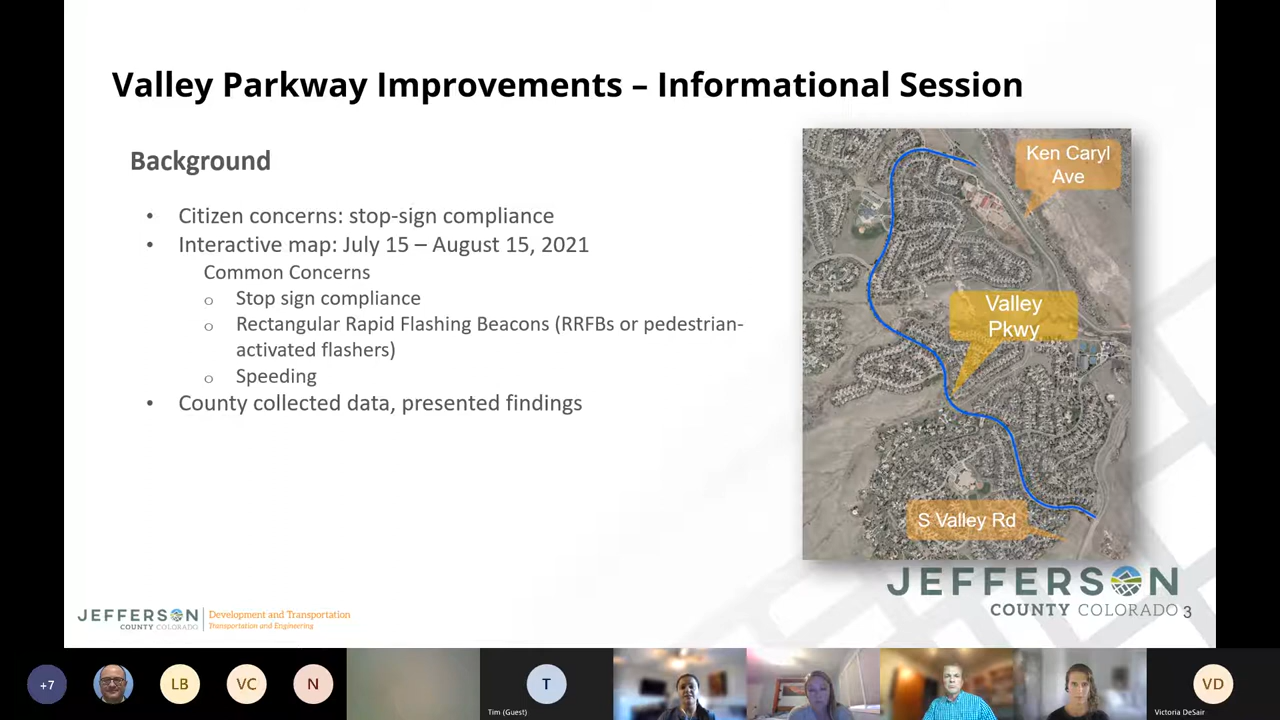 Valley Parkway Improvements – Informational Session
Background
• Citizen concerns: stop-sign compliance
• Interactive map: July 15 – August 15, 2021
Common Concerns
o Stop sign compliance
o Rectangular Rapid Flashing Beacons (RRFBs or pedestrian-
activated flashers)
o Speeding
• County collected data, presented findings
Ken Caryl
Ave
Valley
Pkwy
S Valley Rd
JEFFERSON
COUNTY COLORADO
Development and Transportation
Transportation and Engineering
JEFFERSON
COUNTY COLORADO 3
+7
LB
VC
N
T
Tim (Guest)
VD
Victoria DeSair